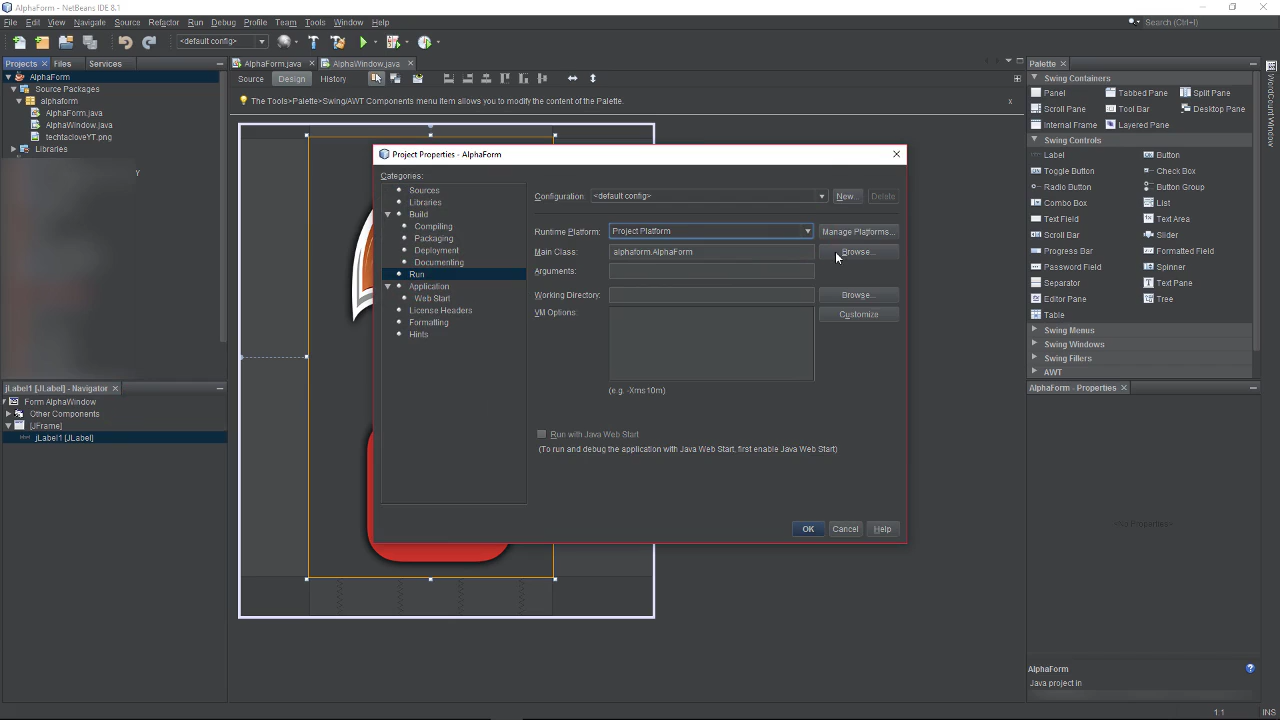 AlphaForm - NetBeans IDE 8.1
File Edit View Navigate Source Refactor Run Debug Profile Team Tools Window Help
Search (Ctrl+I)
<default config>
Projects Files Services
AlphaForm.java AlphaWindow.java
Palette
AlphaForm
Source Packages
alphaform
AlphaForm.java
AlphaWindow.java
techtacloveYT.png
Libraries
Y
Source Design History
The Tools>Palette>Swing/AWT Components menu item allows you to modify the content of the Palette.
x
Project Properties - AlphaForm
Categories:
Sources
Libraries
Build
Compiling
Packaging
Deployment
Documenting
Run
Application
Web Start
License Headers
Formatting
Hints
Configuration: <default config> New... Delete
Runtime Platform: Project Platform Manage Platforms...
Main Class: alphaform.AlphaForm Browse...
Arguments:
Working Directory: Browse...
VM Options: Customize
(e.g. -Xms10m)
Run with Java Web Start
(To run and debug the application with Java Web Start, first enable Java Web Start)
OK Cancel Help
Swing Containers
Panel Tabbed Pane Split Pane
Scroll Pane Tool Bar Desktop Pane
Internal Frame Layered Pane
Swing Controls
Label Button
Toggle Button Check Box
Radio Button Button Group
Combo Box List
Text Field Text Area
Scroll Bar Slider
Progress Bar Formatted Field
Password Field Spinner
Separator Text Pane
Editor Pane Tree
Table
Swing Menus
Swing Windows
Swing Fillers
AWT
WordCountWindow
jLabel1 [JLabel] - Navigator
Form AlphaWindow
Other Components
[JFrame]
jLabel1 [JLabel]
AlphaForm - Properties
<No Properties>
AlphaForm
Java project in
1:1 INS